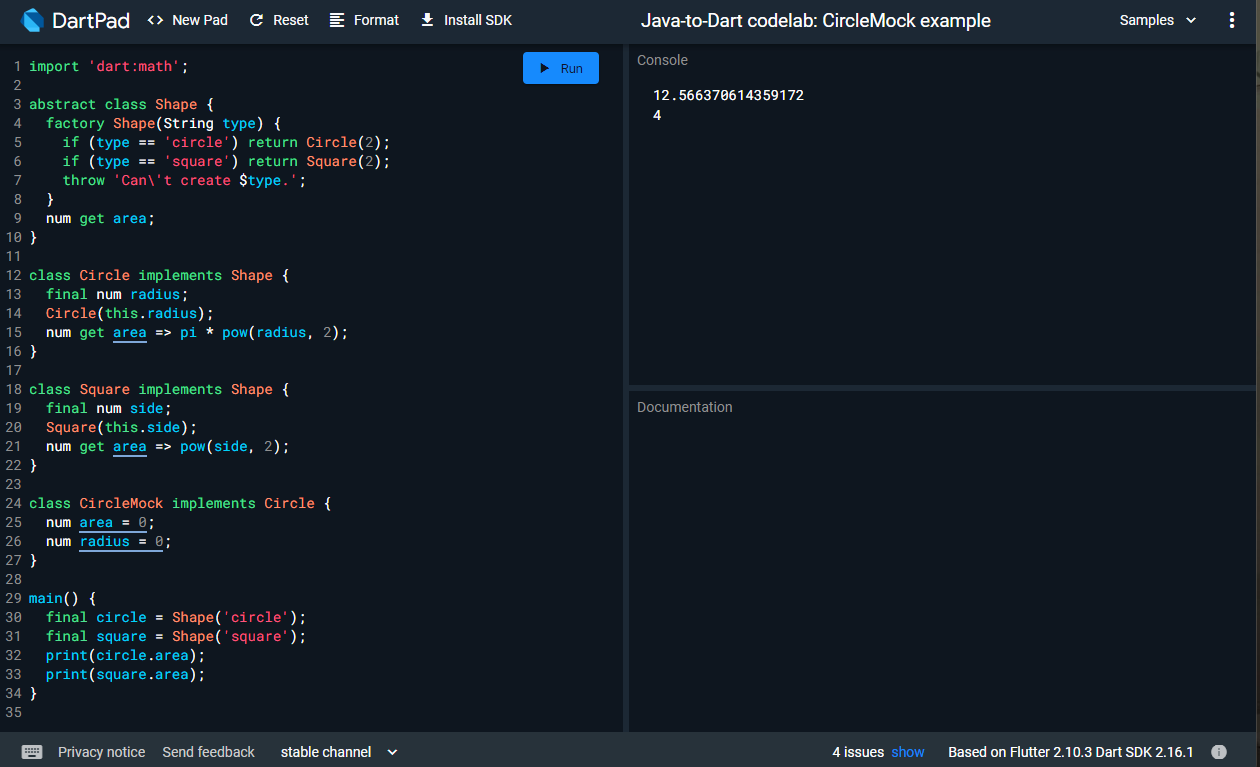 DartPad <> New Pad Reset Format Install SDK Java-to-Dart codelab: CircleMock example Samples
Run
1 import 'dart:math';
2
3 abstract class Shape {
4   factory Shape(String type) {
5     if (type == 'circle') return Circle(2);
6     if (type == 'square') return Square(2);
7     throw 'Can\'t create $type.';
8   }
9   num get area;
10 }
11
12 class Circle implements Shape {
13   final num radius;
14   Circle(this.radius);
15   num get area => pi * pow(radius, 2);
16 }
17
18 class Square implements Shape {
19   final num side;
20   Square(this.side);
21   num get area => pow(side, 2);
22 }
23
24 class CircleMock implements Circle {
25   num area = 0;
26   num radius = 0;
27 }
28
29 main() {
30   final circle = Shape('circle');
31   final square = Shape('square');
32   print(circle.area);
33   print(square.area);
34 }
35
Console
12.566370614359172
4
Documentation
Privacy notice Send feedback stable channel 4 issues show Based on Flutter 2.10.3 Dart SDK 2.16.1